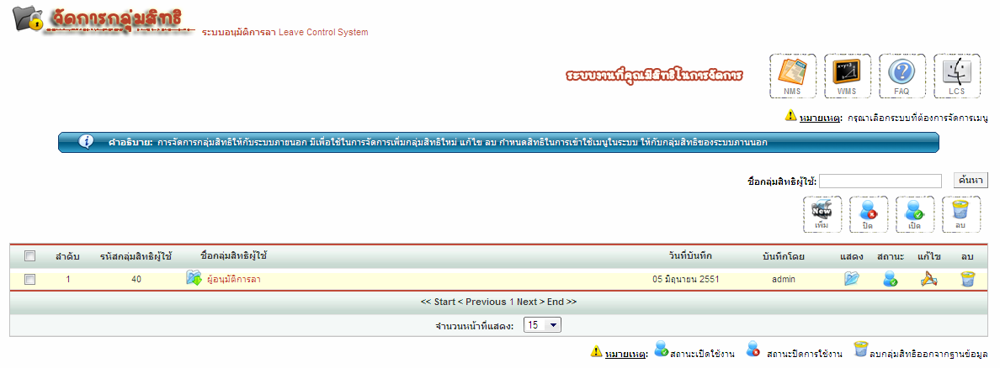 จัดการกลุ่มสิทธิ
ระบบอนุมัติการลา Leave Control System
ระบบงานที่คุณมีสิทธิในการจัดการ
NMS WMS FAQ LCS
หมายเหตุ: กรุณาเลือกระบบที่ต้องการจัดการเมนู
คำอธิบาย: การจัดการกลุ่มสิทธิให้กับระบบภายนอก มีเพื่อใช้ในการจัดการเพิ่มกลุ่มสิทธิใหม่ แก้ไข ลบ กำหนดสิทธิในการเข้าใช้เมนูในระบบ ให้กับกลุ่มสิทธิของระบบภานนอก
ชื่อกลุ่มสิทธิผู้ใช้: ค้นหา
New
เพิ่ม ปิด เปิด ลบ
ลำดับ รหัสกลุ่มสิทธิผู้ใช้ ชื่อกลุ่มสิทธิผู้ใช้ วันที่บันทึก บันทึกโดย แสดง สถานะ แก้ไข ลบ
1 40 ผู้อนุมัติการลา 05 มิถุนายน 2551 admin
<< Start < Previous 1 Next > End >>
จำนวนหน้าที่แสดง: 15
หมายเหตุ: สถานะเปิดใช้งาน สถานะปิดการใช้งาน ลบกลุ่มสิทธิออกจากฐานข้อมูล